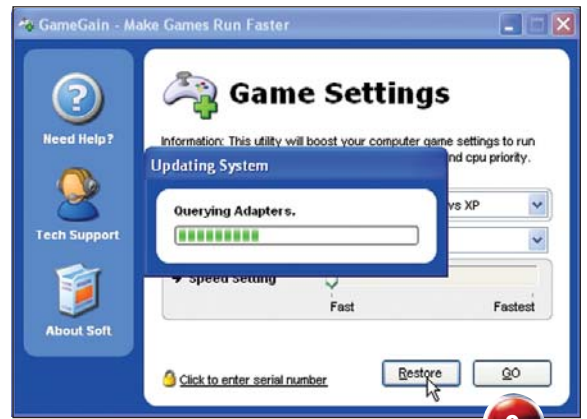 GameGain - Make Games Run Faster
Need Help?
Tech Support
About Soft
Game Settings
Information: This utility will boost your computer game settings to run
nd cpu priority.
Updating System
Querying Adapters.
vs XP
Speed Setting
Fast Fastest
Click to enter serial number
Restore GO